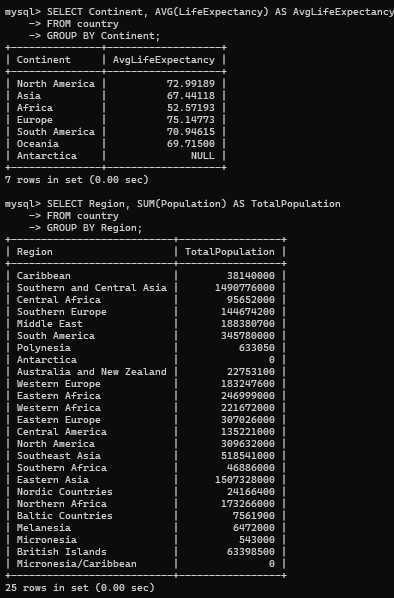 mysql> SELECT Continent, AVG(LifeExpectancy) AS AvgLifeExpectancy
    -> FROM country
    -> GROUP BY Continent;
+---------------+-------------------+
| Continent     | AvgLifeExpectancy |
+---------------+-------------------+
| North America |          72.99189 |
| Asia          |          67.44118 |
| Africa        |          52.57193 |
| Europe        |          75.14773 |
| South America |          70.94615 |
| Oceania       |          69.71500 |
| Antarctica    |              NULL |
+---------------+-------------------+
7 rows in set (0.00 sec)

mysql> SELECT Region, SUM(Population) AS TotalPopulation
    -> FROM country
    -> GROUP BY Region;
+---------------------------+-----------------+
| Region                    | TotalPopulation |
+---------------------------+-----------------+
| Caribbean                 |        38140000 |
| Southern and Central Asia |      1490776000 |
| Central Africa            |        95652000 |
| Southern Europe           |       144674200 |
| Middle East               |       188380700 |
| South America             |       345780000 |
| Polynesia                 |          633050 |
| Antarctica                |               0 |
| Australia and New Zealand |        22753100 |
| Western Europe            |       183247600 |
| Eastern Africa            |       246999000 |
| Western Africa            |       221672000 |
| Eastern Europe            |       307026000 |
| Central America           |       135221000 |
| North America             |       309632000 |
| Southeast Asia            |       518541000 |
| Southern Africa           |        46886000 |
| Eastern Asia              |      1507328000 |
| Nordic Countries          |        24166400 |
| Northern Africa           |       173266000 |
| Baltic Countries          |         7561900 |
| Melanesia                 |         6472000 |
| Micronesia                |          543000 |
| British Islands           |        63398500 |
| Micronesia/Caribbean      |               0 |
+---------------------------+-----------------+
25 rows in set (0.00 sec)